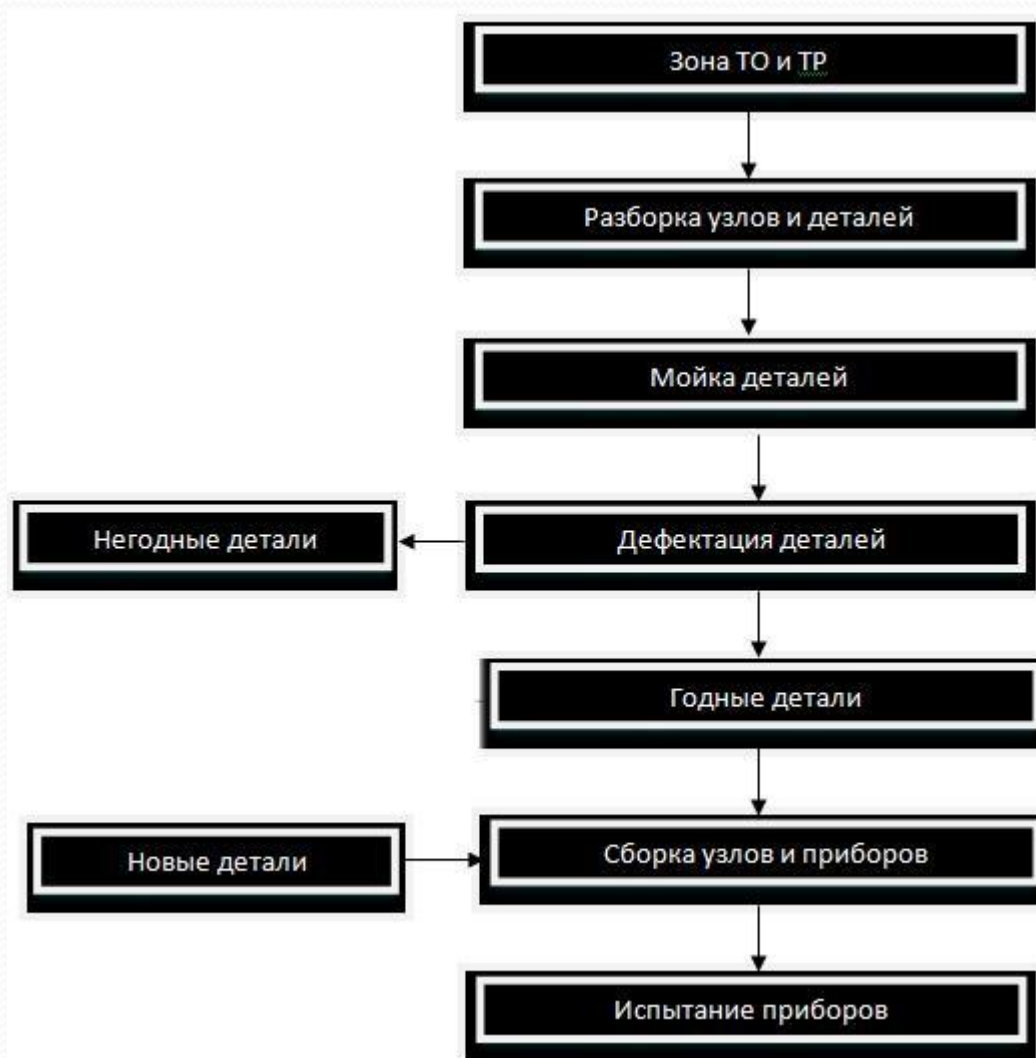 Зона ТО и ТР
Разборка узлов и деталей
Мойка деталей
Негодные детали
Дефектация деталей
Годные детали
Новые детали
Сборка узлов и приборов
Испытание приборов